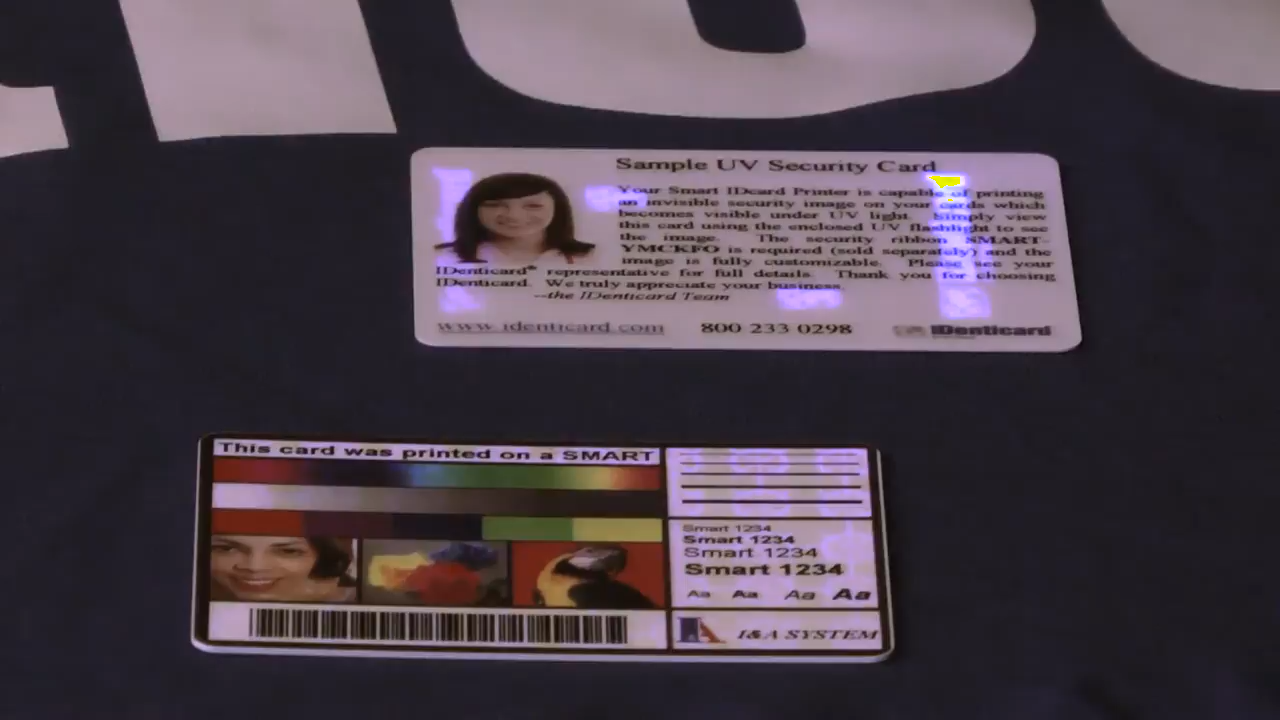 Sample UV Security Card
Your Smart IDcard Printer is capable of printing
an invisible security image on your cards which
becomes visible under UV light. Simply view
this card using the enclosed UV flashlight to see
the image. The security ribbon SMART-
YMCKFO is required (sold separately) and the
image is fully customizable. Please see your
IDenticard® representative for full details. Thank you for choosing
IDenticard. We truly appreciate your business.
--the IDenticard Team
www.identicard.com 800 233 0298 IDenticard
This card was printed on a SMART
Smart 1234
Smart 1234
Smart 1234
Smart 1234
Aa Aa Aa Aa
I&A SYSTEM